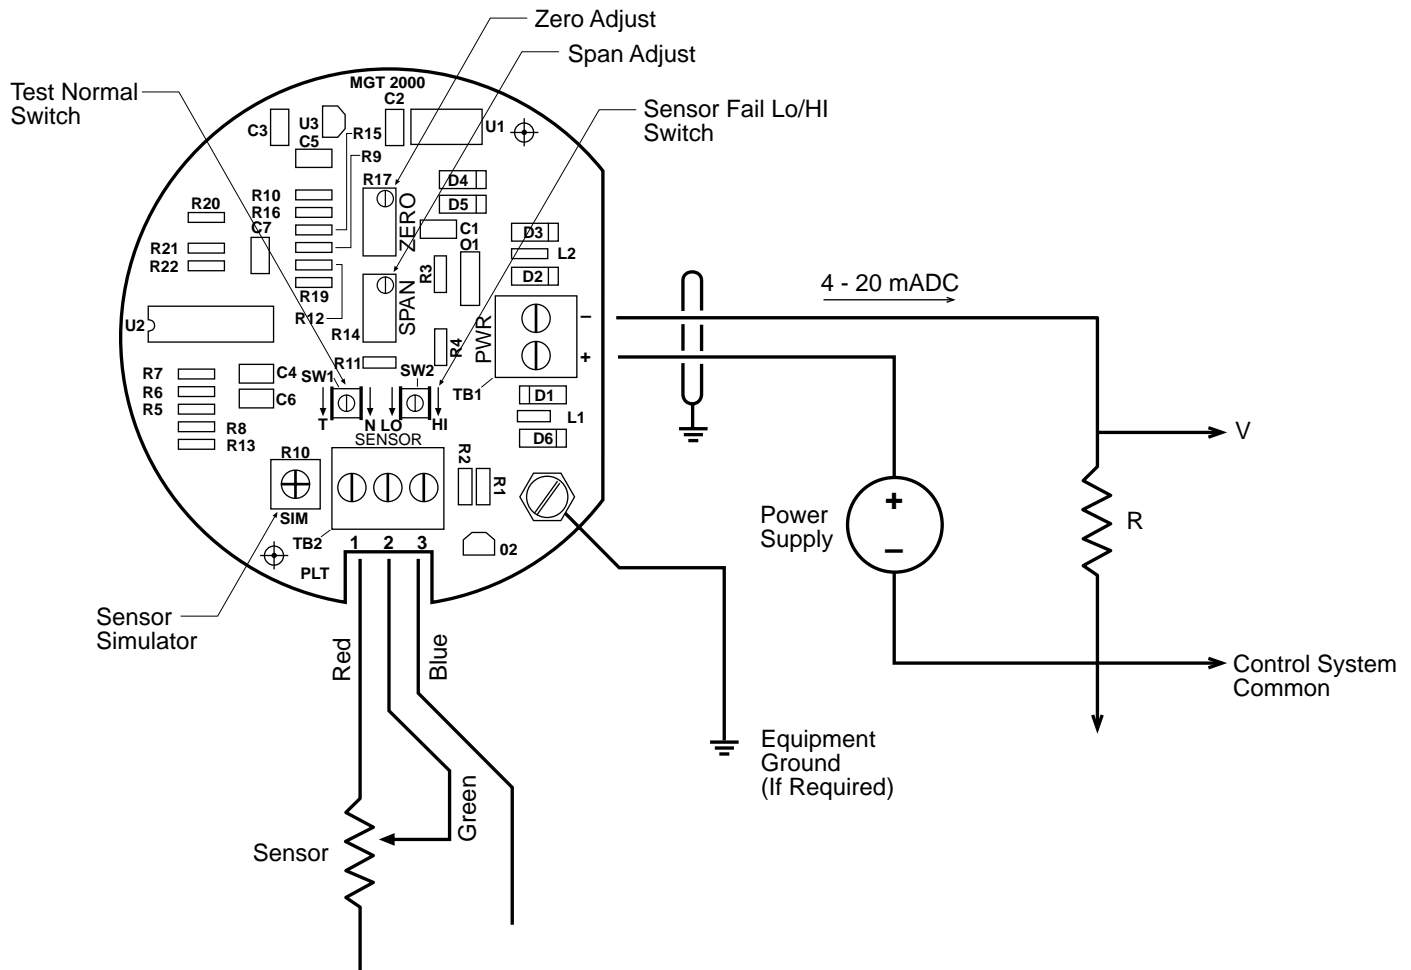 Zero Adjust
Span Adjust
Test Normal
Switch
Sensor Fail Lo/HI
Switch
MGT 2000
C2
C3
U3
R15
U1
C5
R9
R17
D4
R10
R20
R16
D5
C7
ZERO
C1
D3
R21
O1
L2
R22
R3
D2
R19
4 - 20 mADC
SPAN
R12
U2
R14
PWR
–
R4
+
R11
R7
C4
SW1
SW2
R6
C6
TB1
D1
R5
L1
T
N
LO
HI
R8
V
SENSOR
D6
R13
R10
R2
R1
+
Power
Supply
–
R
SIM
TB2
1
2
3
02
PLT
Sensor
Simulator
Red
Blue
Control System
Common
Equipment
Ground
(If Required)
Green
Sensor